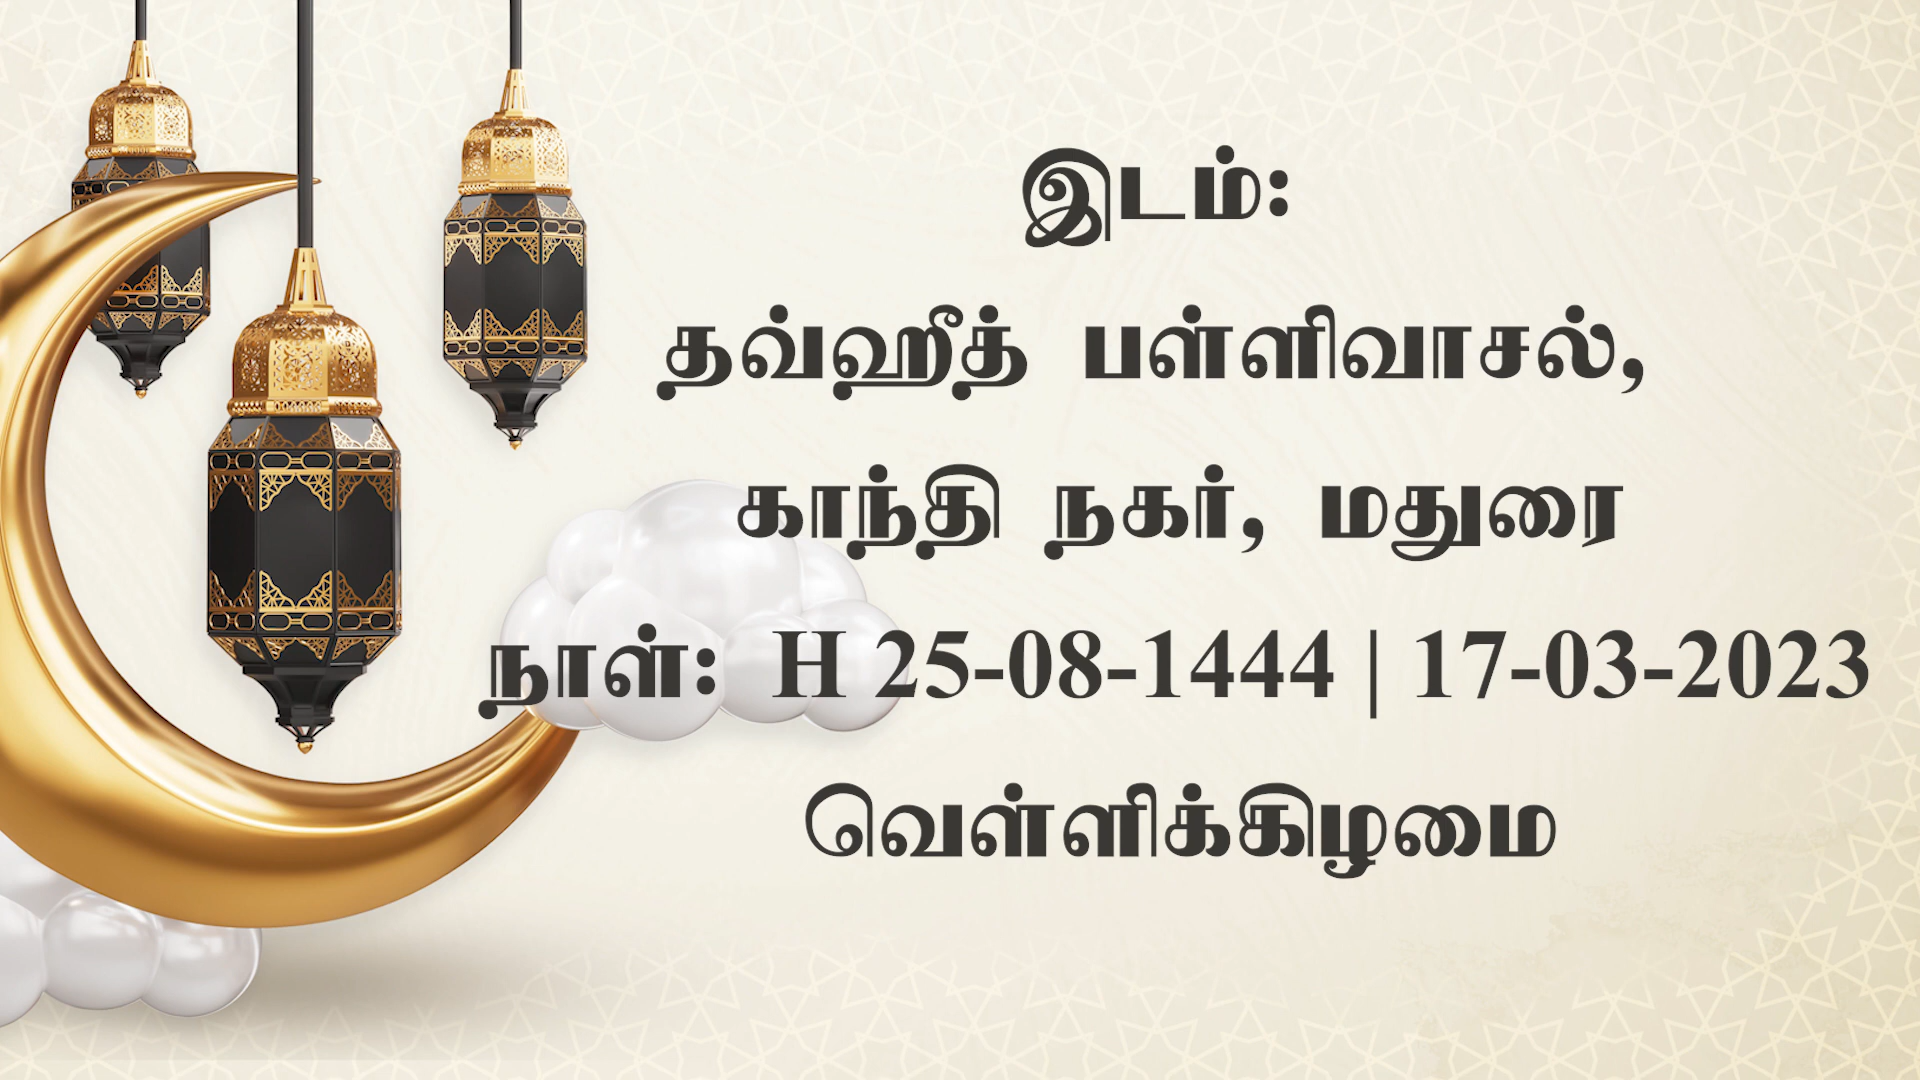 இடம்:
தவ்ஹீத் பள்ளிவாசல்,
காந்தி நகர், மதுரை
நாள்: H 25-08-1444 | 17-03-2023
வெள்ளிக்கிழமை